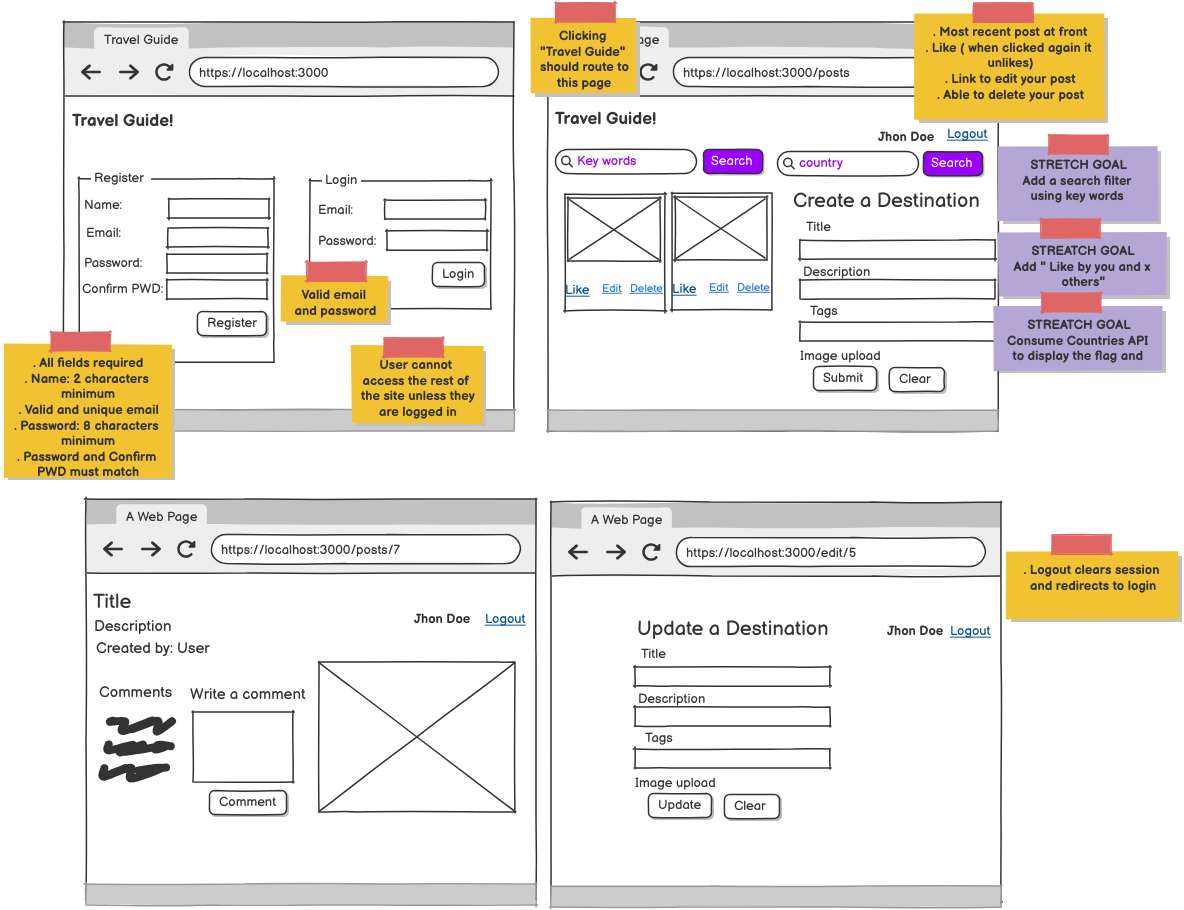 Travel Guide
https://localhost:3000
Travel Guide!
Register
Name:
Email:
Password:
Confirm PWD:
Register
Login
Email:
Password:
Login
Valid email
and password
. All fields required
. Name: 2 characters
minimum
. Valid and unique email
. Password: 8 characters
minimum
. Password and Confirm
PWD must match
User cannot
access the rest of
the site unless they
are logged in
Clicking
"Travel Guide"
should route to
this page
age
https://localhost:3000/posts
. Most recent post at front
. Like ( when clicked again it
unlikes)
. Link to edit your post
. Able to delete your post
Travel Guide!
Jhon Doe Logout
Key words
Search
country
Search
Like Edit Delete
Like Edit Delete
Create a Destination
Title
Description
Tags
Image upload
Submit
Clear
STRETCH GOAL
Add a search filter
using key words
STREATCH GOAL
Add " Like by you and x
others"
STREATCH GOAL
Consume Countries API
to display the flag and
A Web Page
https://localhost:3000/posts/7
Title
Description
Created by: User
Jhon Doe Logout
Comments
Write a comment
Comment
A Web Page
https://localhost:3000/edit/5
Update a Destination
Jhon Doe Logout
Title
Description
Tags
Image upload
Update
Clear
. Logout clears session
and redirects to login